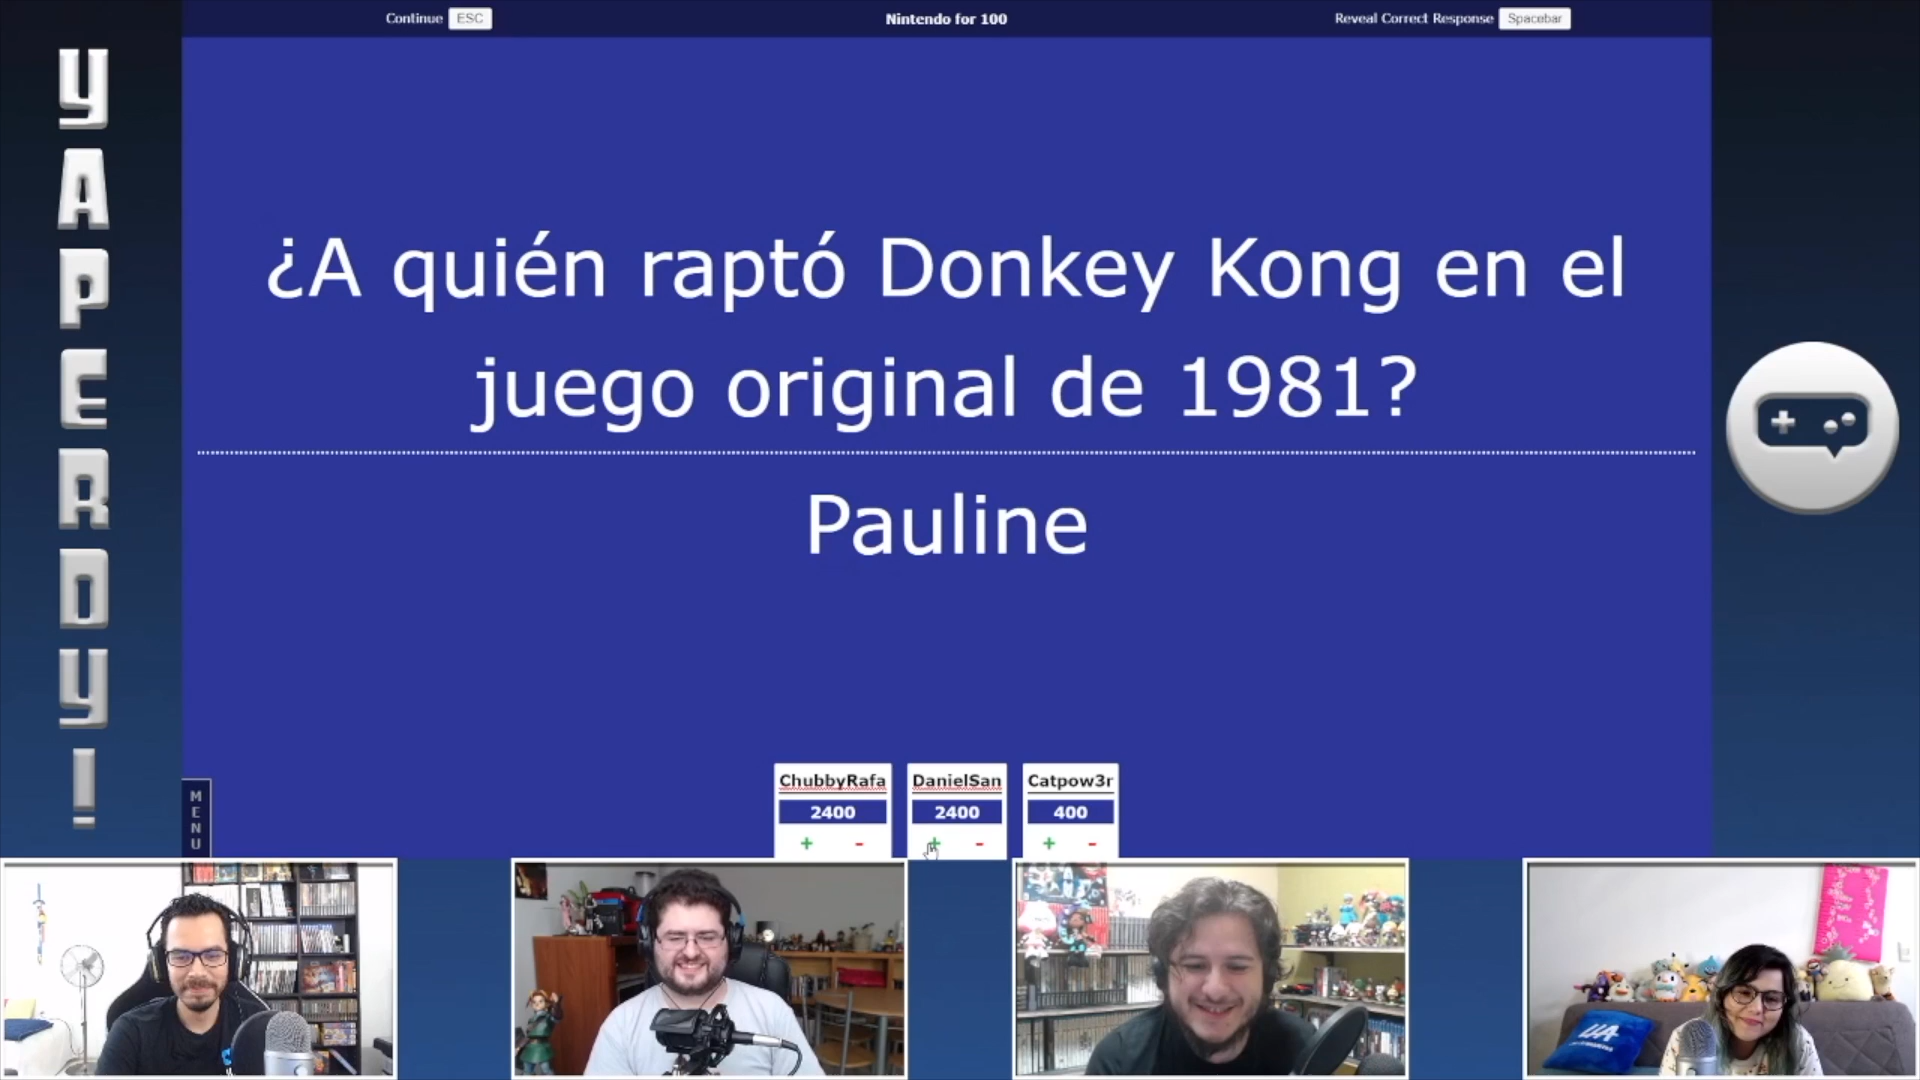 Continue ESC
Nintendo for 100
Reveal Correct Response Spacebar
YAPERDY!
¿A quién raptó Donkey Kong en el
juego original de 1981?
Pauline
MENU
ChubbyRafa
2400
+ -
DanielSan
2400
+ -
Catpow3r
400
+ -